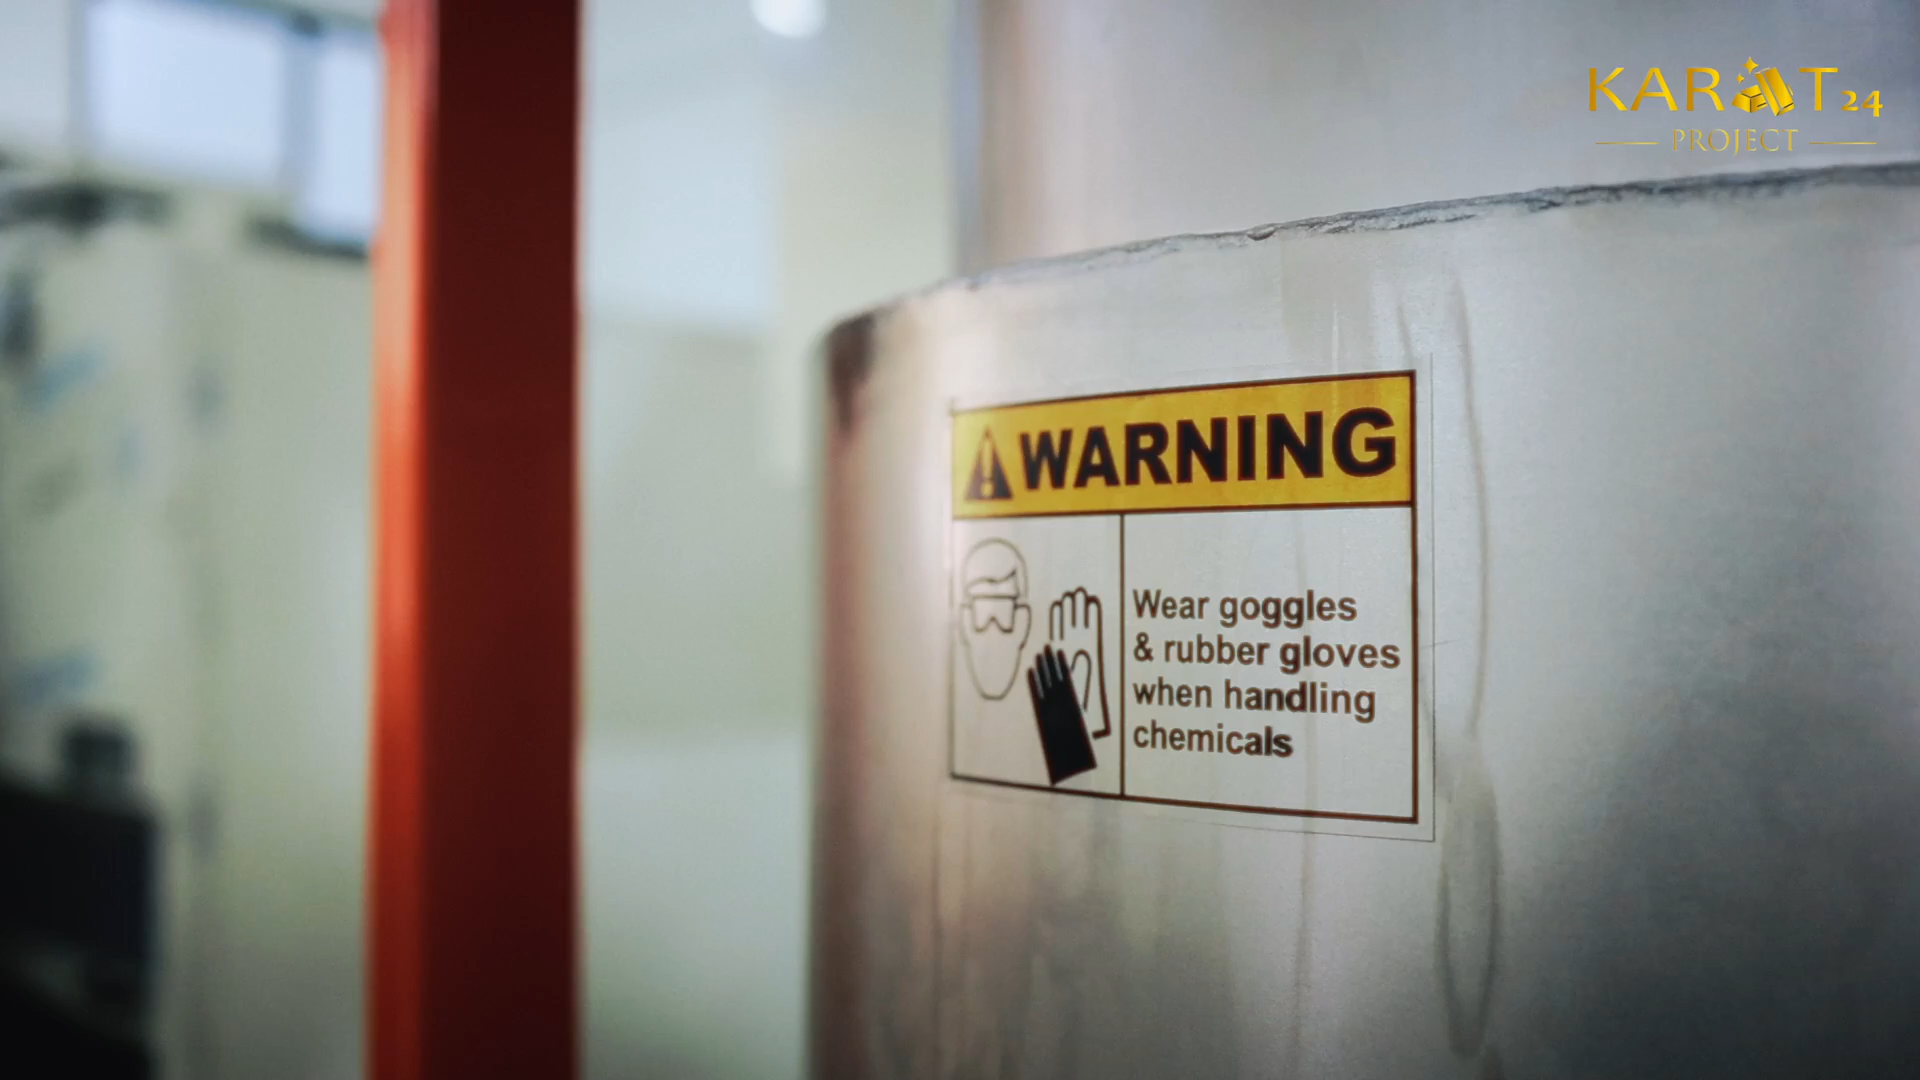 KARAT24
PROJECT
WARNING
Wear goggles
& rubber gloves
when handling
chemicals